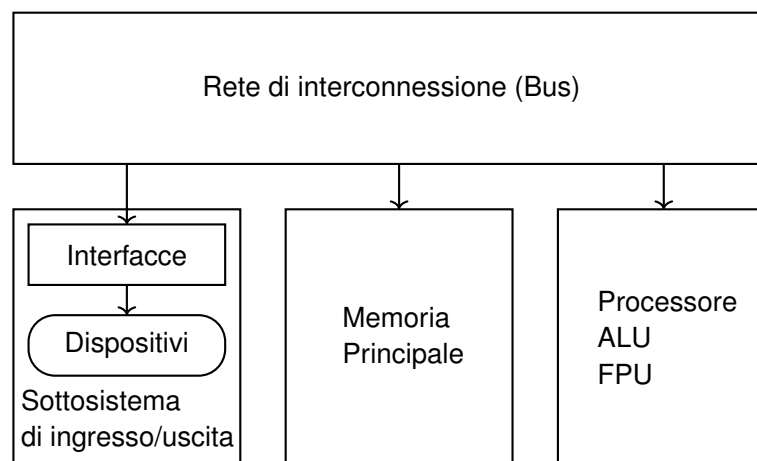 Rete di interconnessione (Bus)
Interfacce
Dispositivi
Sottosistema
di ingresso/uscita
Memoria
Principale
Processore
ALU
FPU